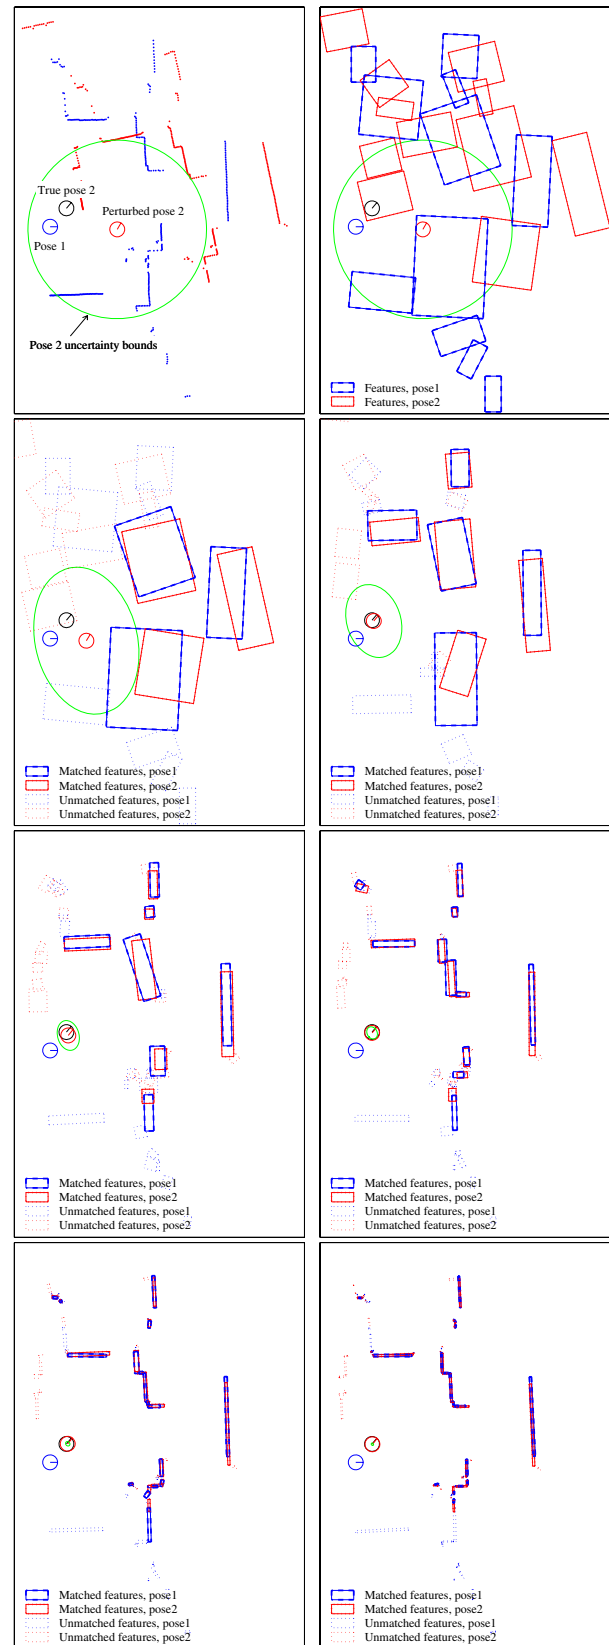 True pose 2
Perturbed pose 2
Pose 1
Pose 2 uncertainty bounds
Features, pose1
Features, pose2
Matched features, pose1
Matched features, pose2
Unmatched features, pose1
Unmatched features, pose2
Matched features, pose1
Matched features, pose2
Unmatched features, pose1
Unmatched features, pose2
Matched features, pose1
Matched features, pose2
Unmatched features, pose1
Unmatched features, pose2
Matched features, pose1
Matched features, pose2
Unmatched features, pose1
Unmatched features, pose2
Matched features, pose1
Matched features, pose2
Unmatched features, pose1
Unmatched features, pose2
Matched features, pose1
Matched features, pose2
Unmatched features, pose1
Unmatched features, pose2